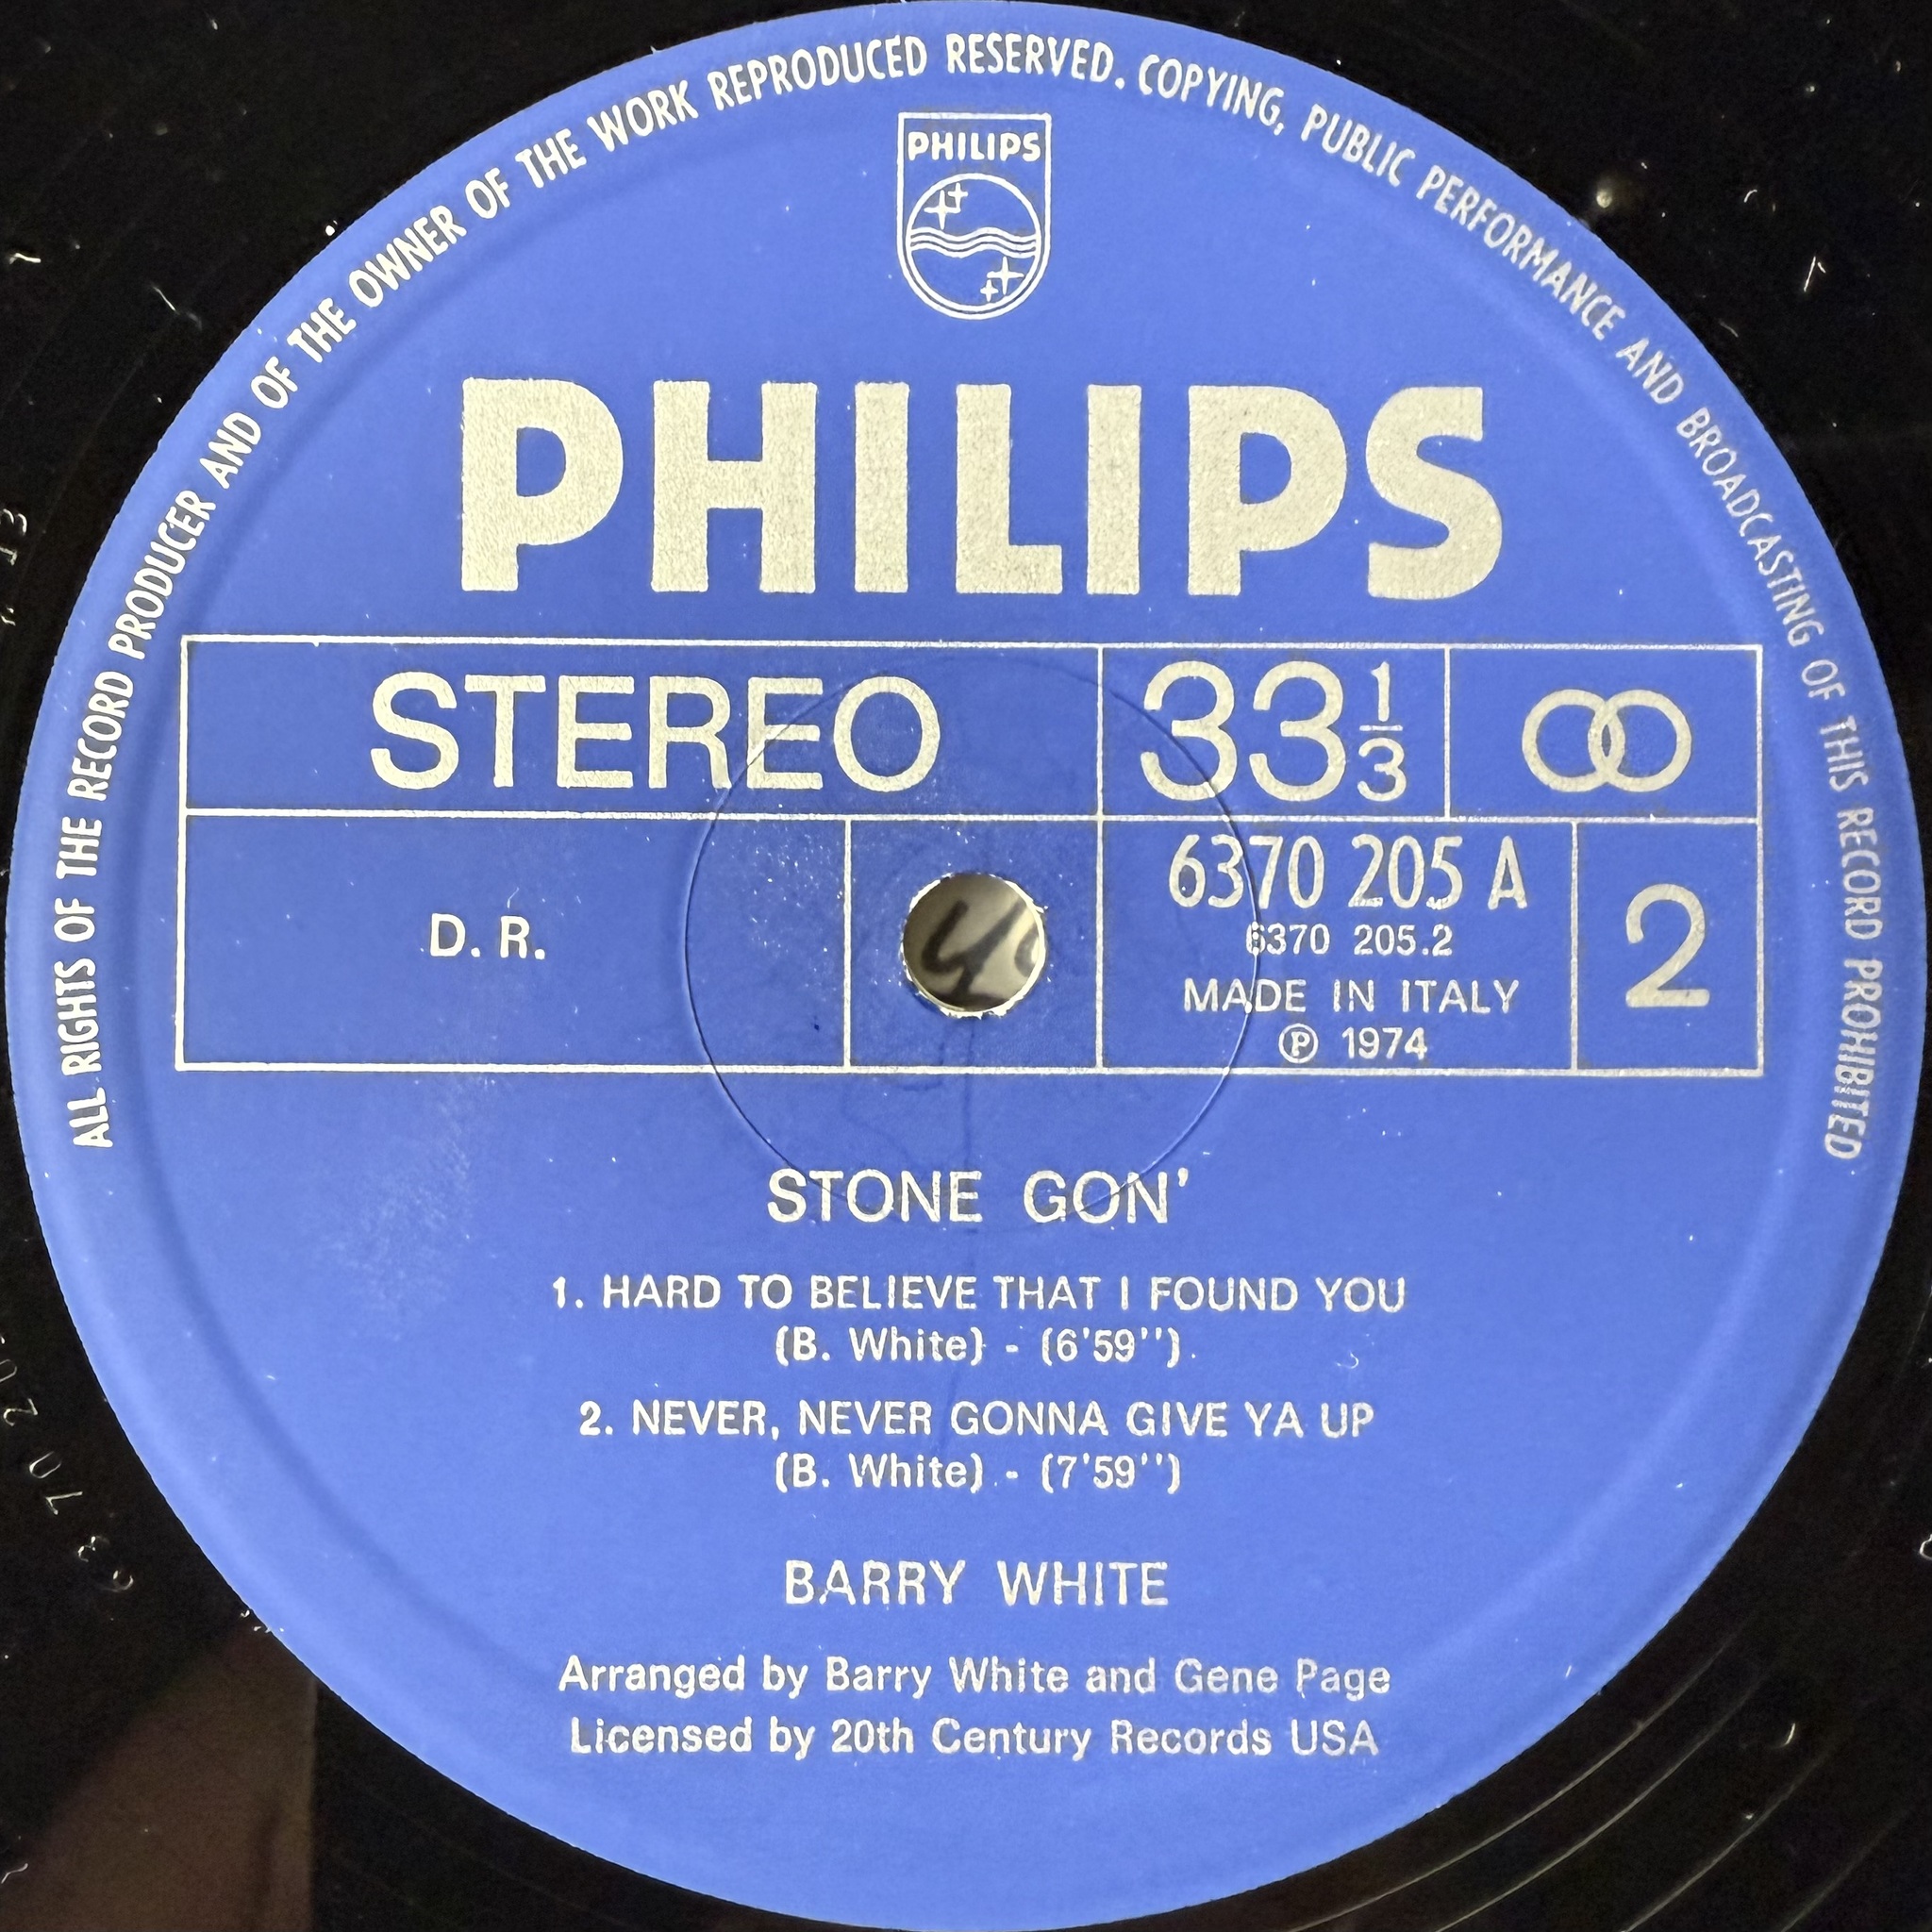 ALL RIGHTS OF THE RECORD PRODUCER AND OF THE OWNER OF THE WORK REPRODUCED RESERVED. COPYING, PUBLIC PERFORMANCE AND BROADCASTING OF THIS RECORD PROHIBITED
PHILIPS
PHILIPS
STEREO
33 1/3
D. R.
6370 205 A
6370 205.2
MADE IN ITALY
℗ 1974
2
STONE GON'
1. HARD TO BELIEVE THAT I FOUND YOU
(B. White) - (6'59'')
2. NEVER, NEVER GONNA GIVE YA UP
(B. White) - (7'59'')
BARRY WHITE
Arranged by Barry White and Gene Page
Licensed by 20th Century Records USA